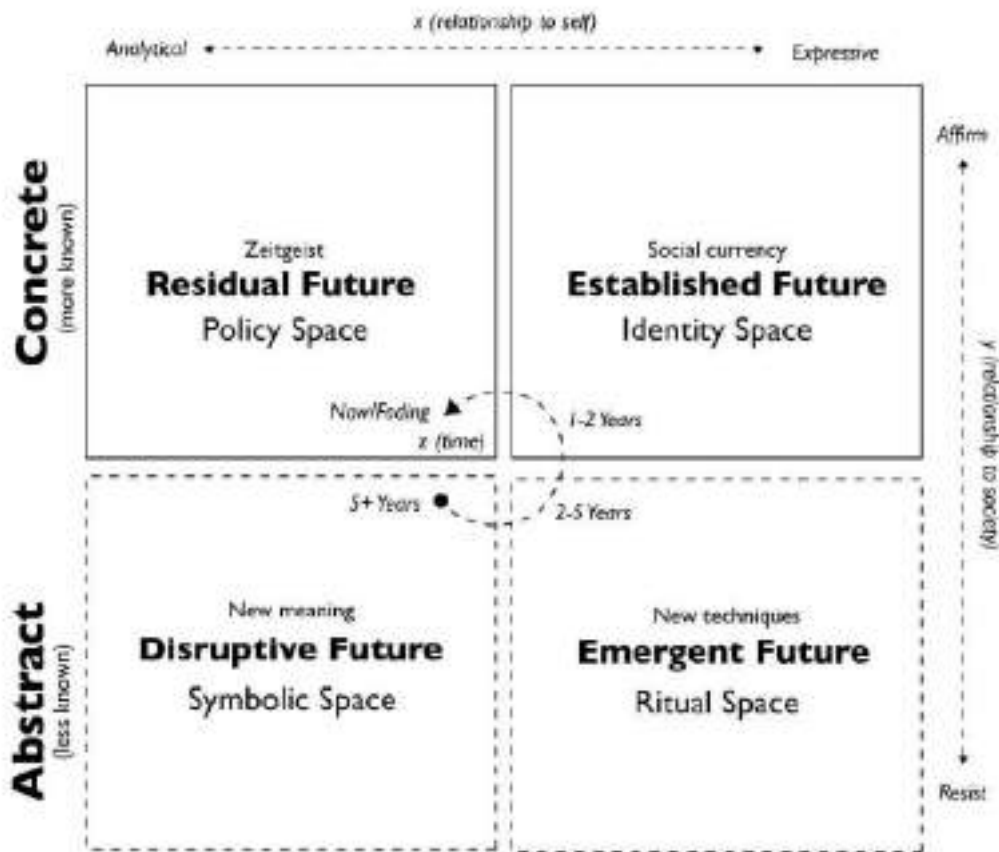 x (relationship to self)
Analytical
Expressive
Concrete
(more known)
Affirm
Zeitgeist
Residual Future
Policy Space
Social currency
Established Future
Identity Space
Now/Fading
1-2 Years
x (time)
y (relationship to society)
5+ Years
2-5 Years
Abstract
(less known)
New meaning
Disruptive Future
Symbolic Space
New techniques
Emergent Future
Ritual Space
Resist